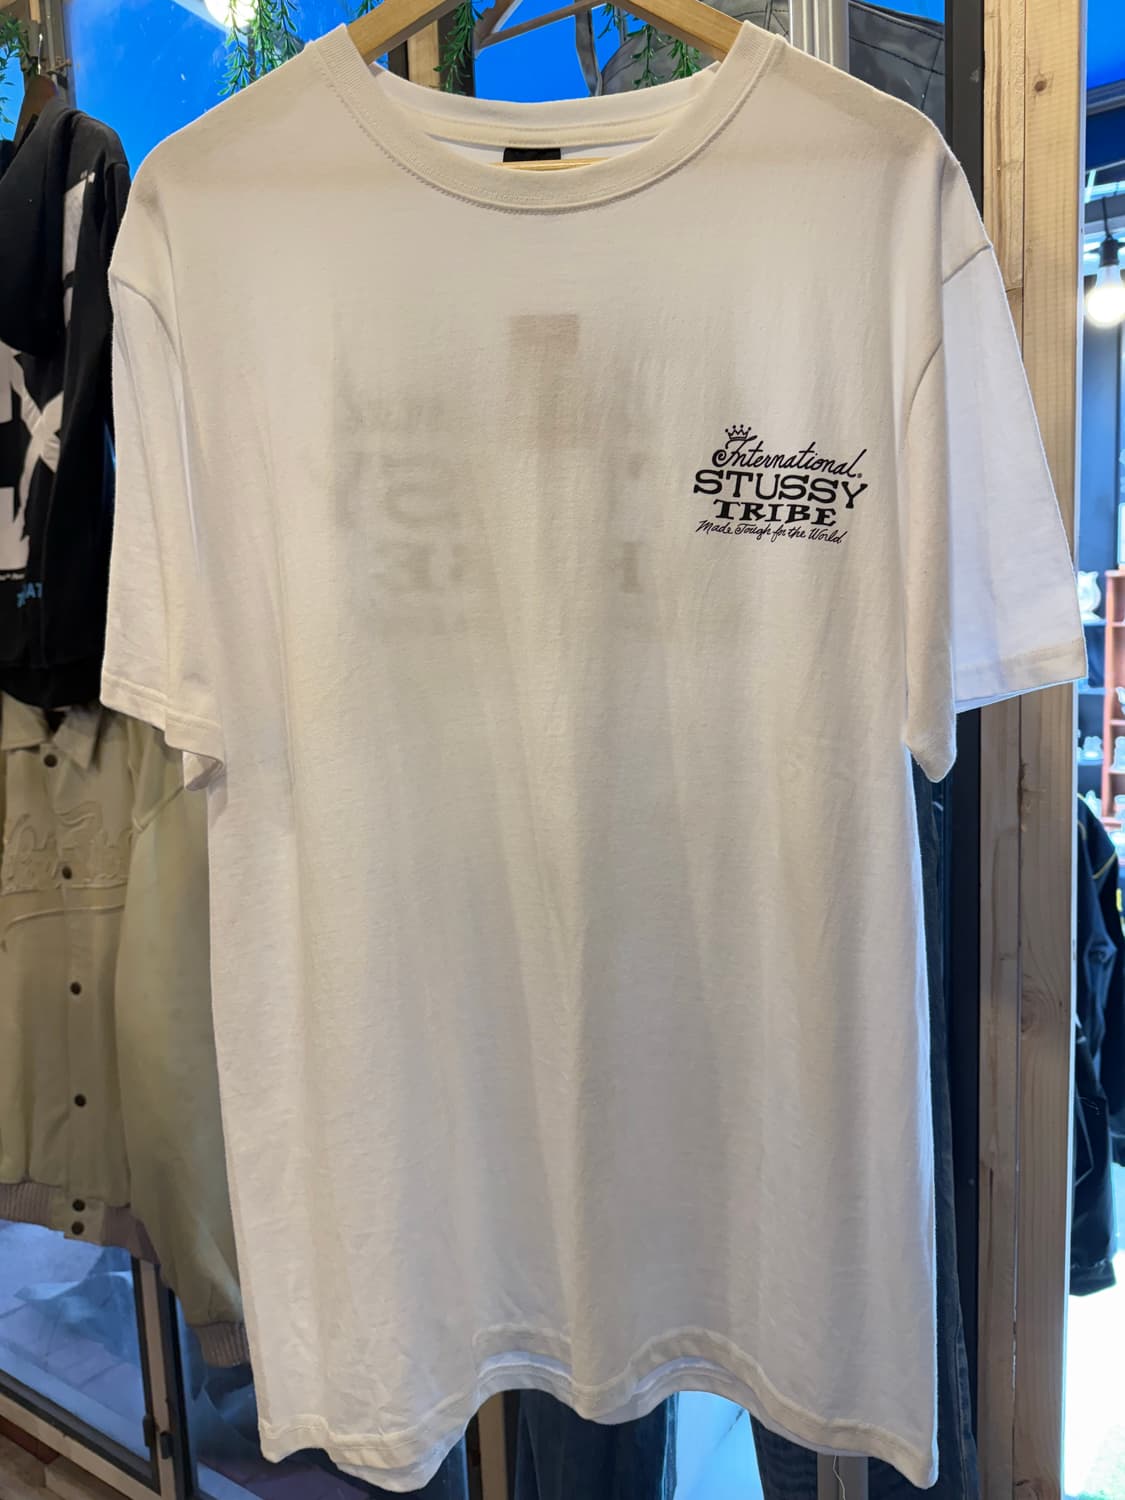 International®
STUSSY
TRIBE
Made Tough for the World